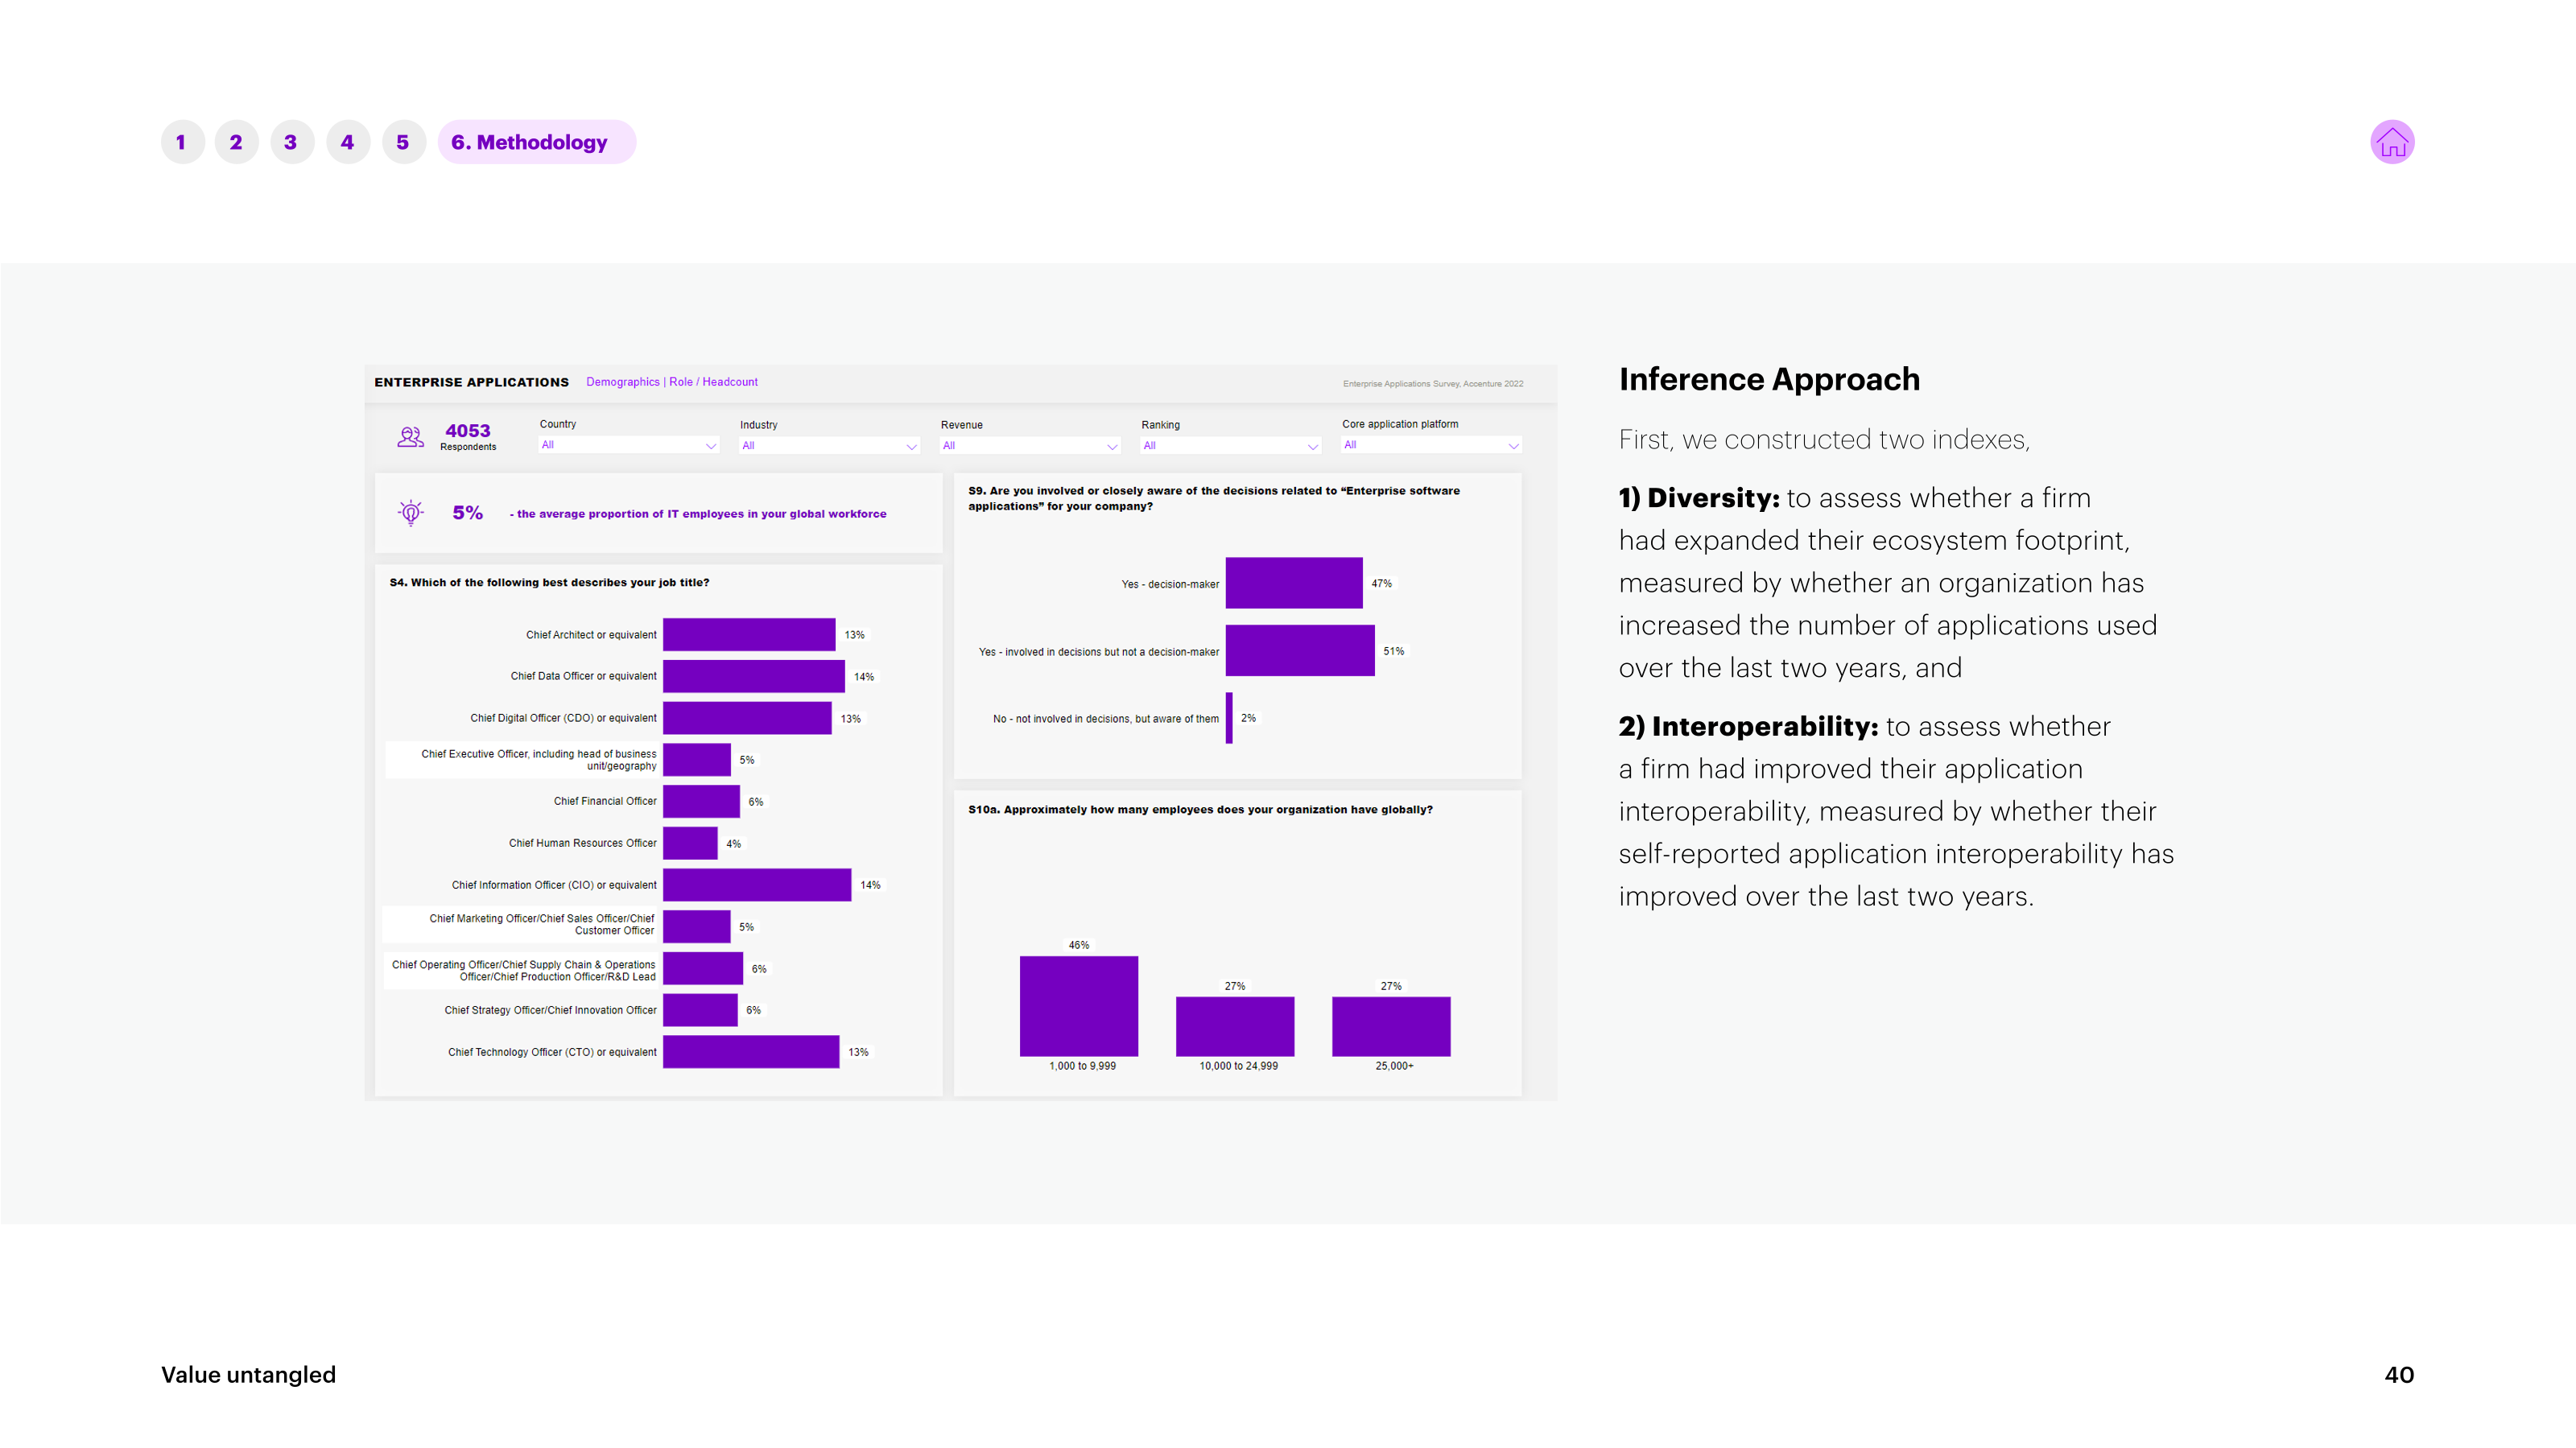 1 2 3 4 5 6. Methodology
ENTERPRISE APPLICATIONS Demographics | Role / Headcount Enterprise Applications Survey, Accenture 2022
4053
Respondents
Country
All
Industry
All
Revenue
All
Ranking
All
Core application platform
All
5% - the average proportion of IT employees in your global workforce
S4. Which of the following best describes your job title?
Chief Architect or equivalent 13%
Chief Data Officer or equivalent 14%
Chief Digital Officer (CDO) or equivalent 13%
Chief Executive Officer, including head of business
unit/geography 5%
Chief Financial Officer 6%
Chief Human Resources Officer 4%
Chief Information Officer (CIO) or equivalent 14%
Chief Marketing Officer/Chief Sales Officer/Chief
Customer Officer 5%
Chief Operating Officer/Chief Supply Chain & Operations
Officer/Chief Production Officer/R&D Lead 6%
Chief Strategy Officer/Chief Innovation Officer 6%
Chief Technology Officer (CTO) or equivalent 13%
S9. Are you involved or closely aware of the decisions related to “Enterprise software
applications” for your company?
Yes - decision-maker 47%
Yes - involved in decisions but not a decision-maker 51%
No - not involved in decisions, but aware of them 2%
S10a. Approximately how many employees does your organization have globally?
46% 27% 27%
1,000 to 9,999 10,000 to 24,999 25,000+
Inference Approach
First, we constructed two indexes,
1) Diversity: to assess whether a firm
had expanded their ecosystem footprint,
measured by whether an organization has
increased the number of applications used
over the last two years, and
2) Interoperability: to assess whether
a firm had improved their application
interoperability, measured by whether their
self-reported application interoperability has
improved over the last two years.
Value untangled
40